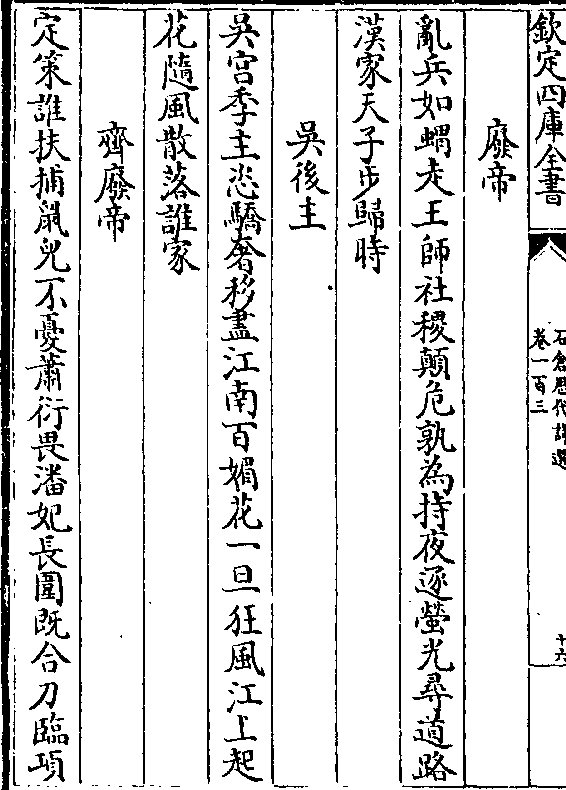 欽定四庫全書
石倉歷代詩選
卷一百三
十六
廢帝
亂兵如蝟走王師社稷顛危孰為持夜逐螢光尋道路
漢家天子步歸時
吳後主
吳宮季主恣驕奢移盡江南百媚花一旦狂風江上起
花隨風散落誰家
齊廢帝
定策誰扶捕鼠兒不憂蕭衍畏潘妃長圍既合刀臨項